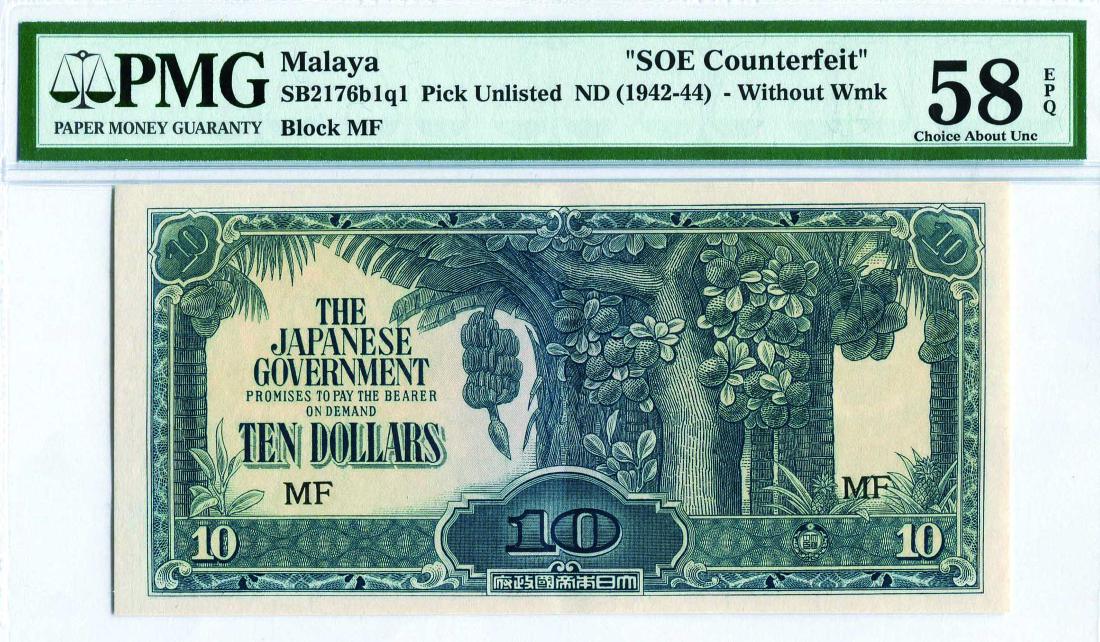 PMG
PAPER MONEY GUARANTY
Malaya "SOE Counterfeit"
SB2176b1q1 Pick Unlisted ND (1942-44) - Without Wmk
Block MF
58 EPQ
Choice About Unc
10 10
THE
JAPANESE
GOVERNMENT
PROMISES TO PAY THE BEARER
ON DEMAND
TEN DOLLARS
MF MF
10 10 10
府政國帝本日大